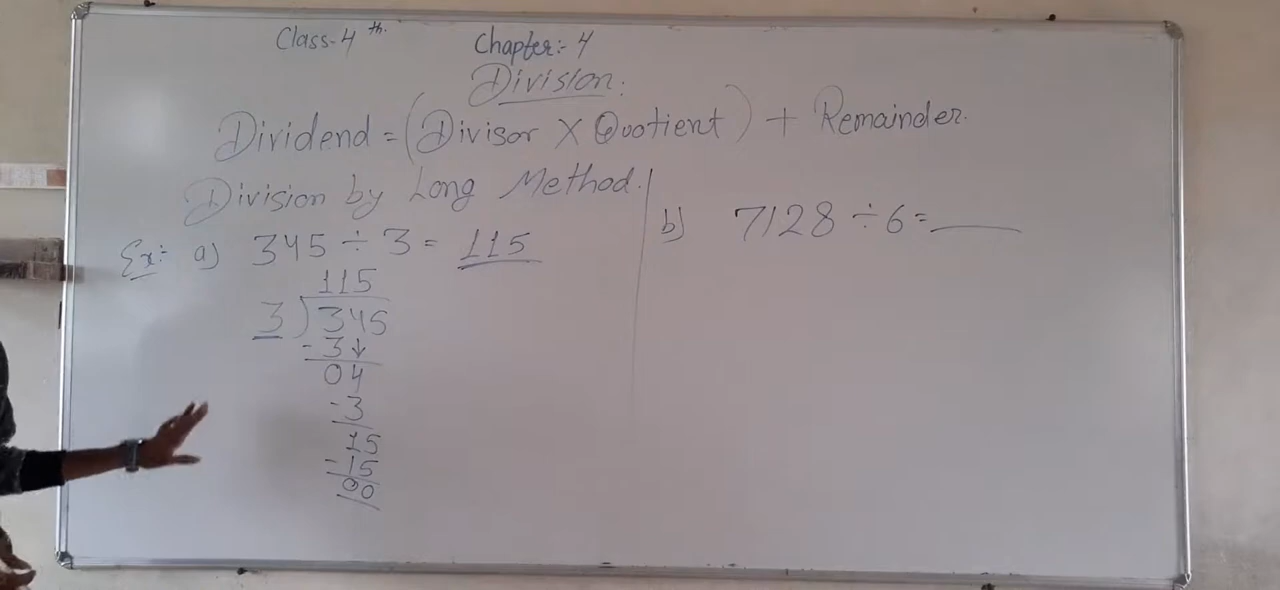 Class-4th.
Chapter:- 4
Division:
Dividend = (Divisor X Quotient) + Remainder.
Division by Long Method.
Ex:- a) 345 ÷ 3 = 115
115
3) 345
-3↓
04
-3
15
-15
00
b) 7128 ÷ 6 = ______